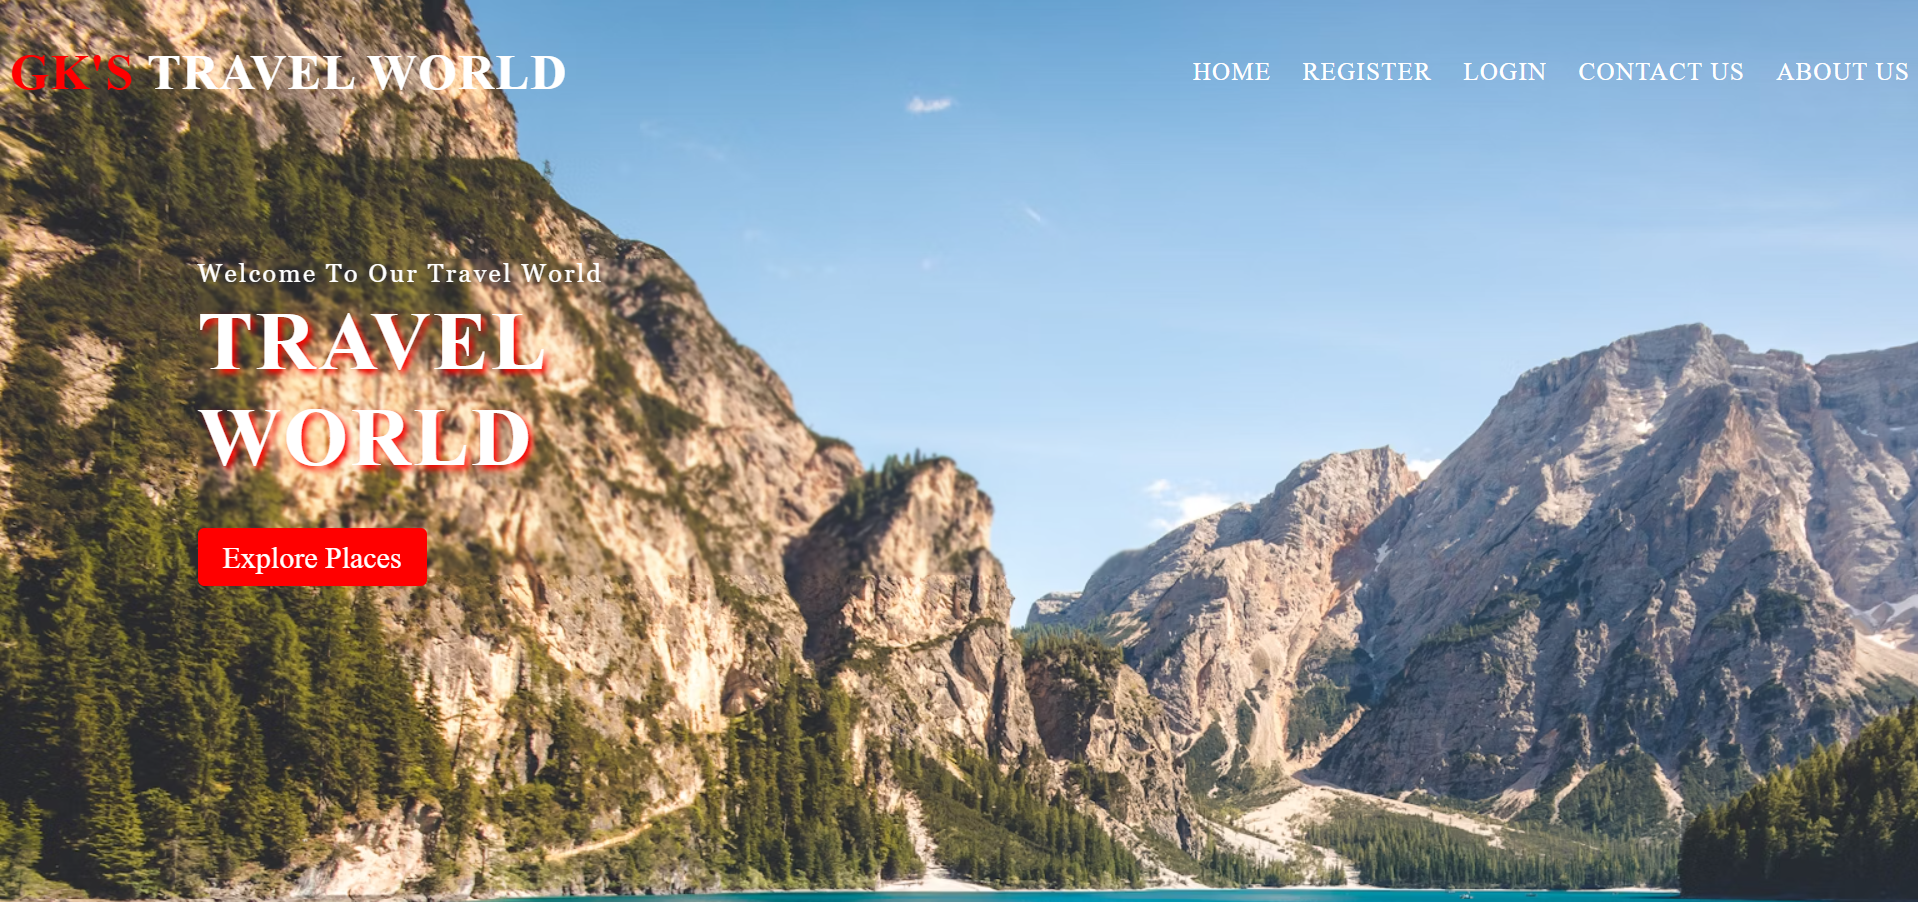 GK'S TRAVEL WORLD
HOME REGISTER LOGIN CONTACT US ABOUT US
Welcome To Our Travel World
TRAVEL
WORLD
Explore Places